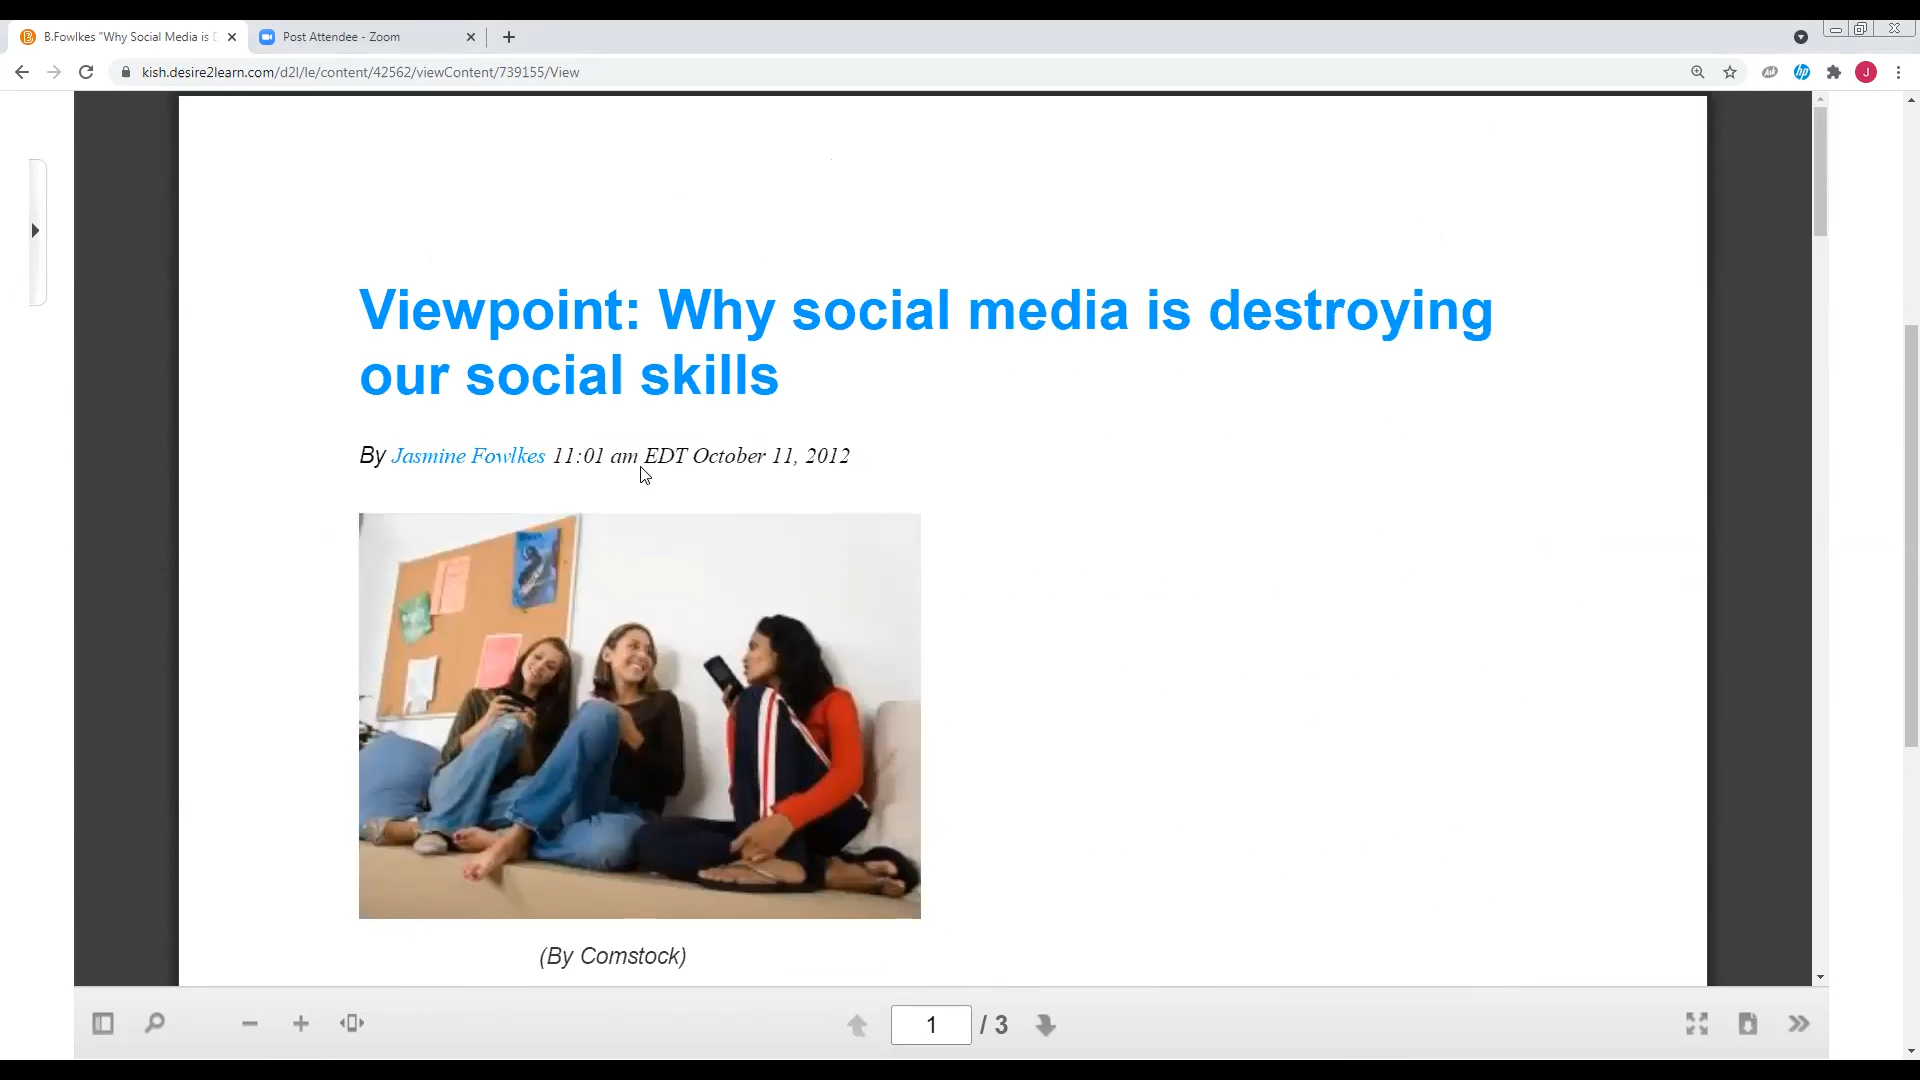 B.Fowlkes "Why Social Media is
Post Attendee - Zoom
kish.desire2learn.com/d2l/le/content/42562/viewContent/739155/View
hp
J
Viewpoint: Why social media is destroying
our social skills
By Jasmine Fowlkes 11:01 am EDT October 11, 2012
(By Comstock)
1 / 3